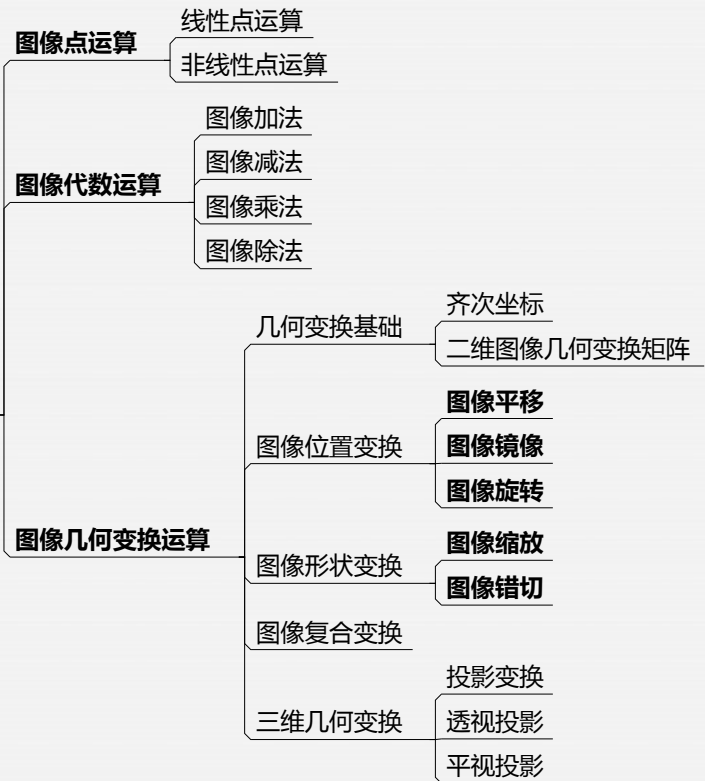 图像点运算
线性点运算
非线性点运算
图像代数运算
图像加法
图像减法
图像乘法
图像除法
图像几何变换运算
几何变换基础
齐次坐标
二维图像几何变换矩阵
图像位置变换
图像平移
图像镜像
图像旋转
图像形状变换
图像缩放
图像错切
图像复合变换
三维几何变换
投影变换
透视投影
平视投影